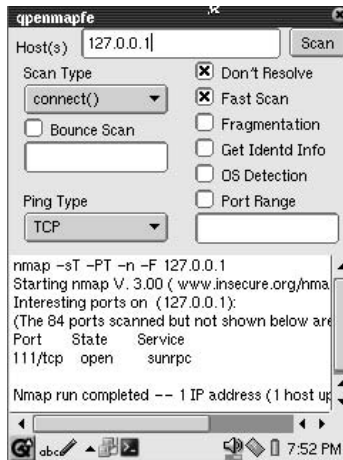 qpenmapfe
Host(s) 127.0.0.1 Scan
Scan Type
connect()
Bounce Scan
Don't Resolve
Fast Scan
Fragmentation
Get Identd Info
OS Detection
Ping Type
TCP
Port Range
nmap -sT -PT -n -F 127.0.0.1
Starting nmap V. 3.00 ( www.insecure.org/nma
Interesting ports on (127.0.0.1):
(The 84 ports scanned but not shown below are
Port State Service
111/tcp open sunrpc
Nmap run completed -- 1 IP address (1 host up
abc 7:52 PM